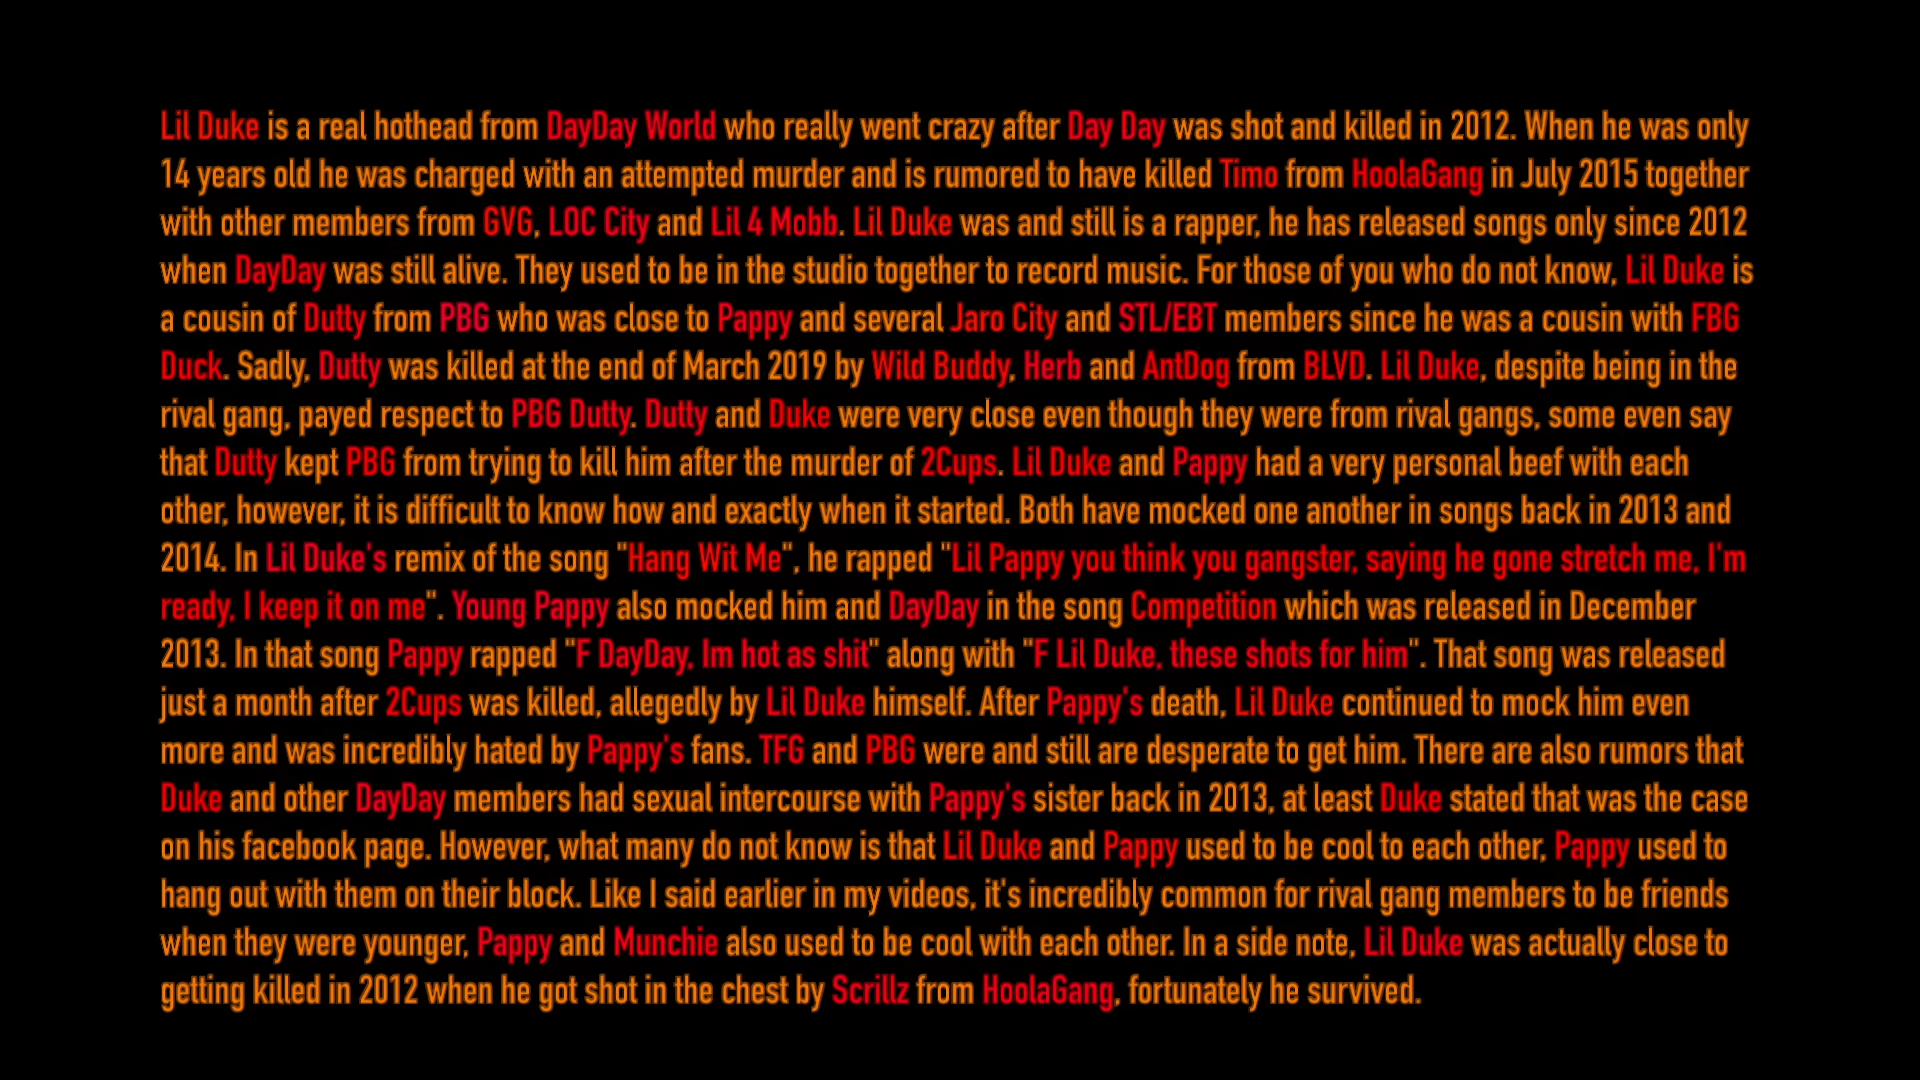 Lil Duke is a real hothead from DayDay World who really went crazy after Day Day was shot and killed in 2012. When he was only
14 years old he was charged with an attempted murder and is rumored to have killed Timo from HoolaGang in July 2015 together
with other members from GVG, LOC City and Lil 4 Mobb. Lil Duke was and still is a rapper, he has released songs only since 2012
when DayDay was still alive. They used to be in the studio together to record music. For those of you who do not know, Lil Duke is
a cousin of Dutty from PBG who was close to Pappy and several Jaro City and STL/EBT members since he was a cousin with FBG
Duck. Sadly, Dutty was killed at the end of March 2019 by Wild Buddy, Herb and AntDog from BLVD. Lil Duke, despite being in the
rival gang, payed respect to PBG Dutty. Dutty and Duke were very close even though they were from rival gangs, some even say
that Dutty kept PBG from trying to kill him after the murder of 2Cups. Lil Duke and Pappy had a very personal beef with each
other, however, it is difficult to know how and exactly when it started. Both have mocked one another in songs back in 2013 and
2014. In Lil Duke's remix of the song "Hang Wit Me", he rapped "Lil Pappy you think you gangster, saying he gone stretch me, I'm
ready, I keep it on me". Young Pappy also mocked him and DayDay in the song Competition which was released in December
2013. In that song Pappy rapped "F DayDay, Im hot as shit" along with "F Lil Duke, these shots for him". That song was released
just a month after 2Cups was killed, allegedly by Lil Duke himself. After Pappy's death, Lil Duke continued to mock him even
more and was incredibly hated by Pappy's fans. TFG and PBG were and still are desperate to get him. There are also rumors that
Duke and other DayDay members had sexual intercourse with Pappy's sister back in 2013, at least Duke stated that was the case
on his facebook page. However, what many do not know is that Lil Duke and Pappy used to be cool to each other, Pappy used to
hang out with them on their block. Like I said earlier in my videos, it's incredibly common for rival gang members to be friends
when they were younger, Pappy and Munchie also used to be cool with each other. In a side note, Lil Duke was actually close to
getting killed in 2012 when he got shot in the chest by Scrillz from HoolaGang, fortunately he survived.